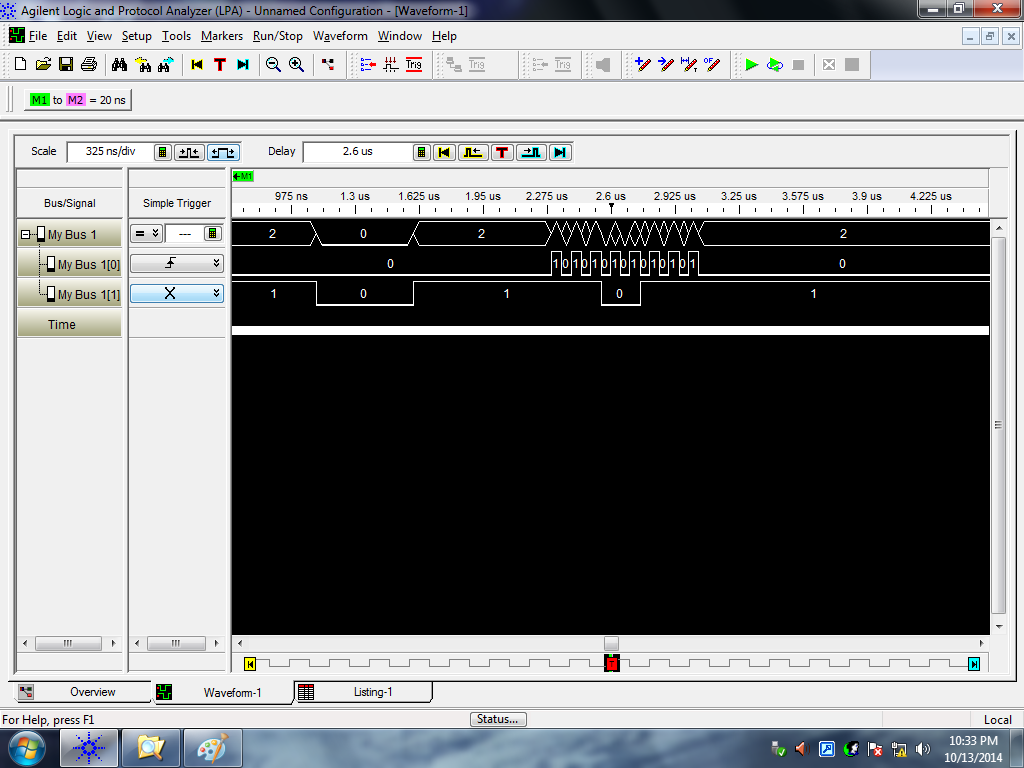 Agilent Logic and Protocol Analyzer (LPA) - Unnamed Configuration - [Waveform-1]
File Edit View Setup Tools Markers Run/Stop Waveform Window Help
T Trig Trig Trig
M1 to M2 = 20 ns
Scale 325 ns/div Delay 2.6 us T
M1
Bus/Signal Simple Trigger 975 ns 1.3 us 1.625 us 1.95 us 2.275 us 2.6 us 2.925 us 3.25 us 3.575 us 3.9 us 4.225 us
My Bus 1 = --- 2 0 2 2
My Bus 1[0] 0 1 0 1 0 1 0 1 0 1 0 1 0 1 0 1 0
My Bus 1[1] X 1 0 1 0 1
Time
T
Overview Waveform-1 Listing-1
For Help, press F1 Status... Local
10:33 PM
10/13/2014